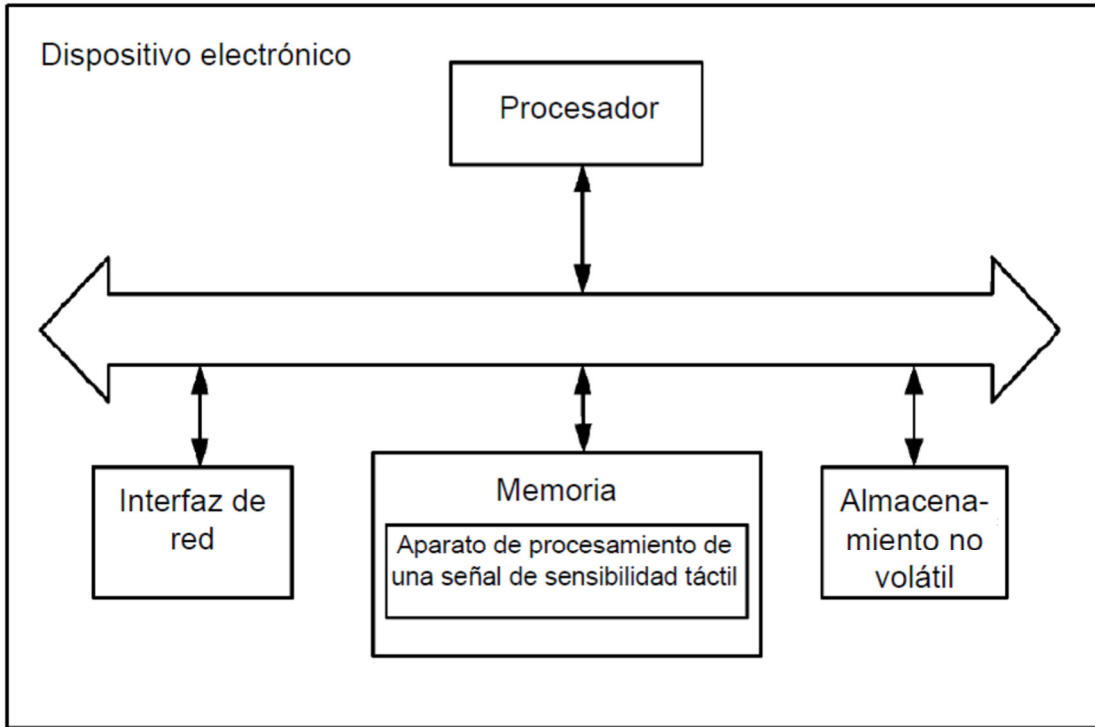 Dispositivo electrónico
Procesador
Interfaz de
red
Memoria
Aparato de procesamiento de
una señal de sensibilidad táctil
Almacena-
miento no
volátil